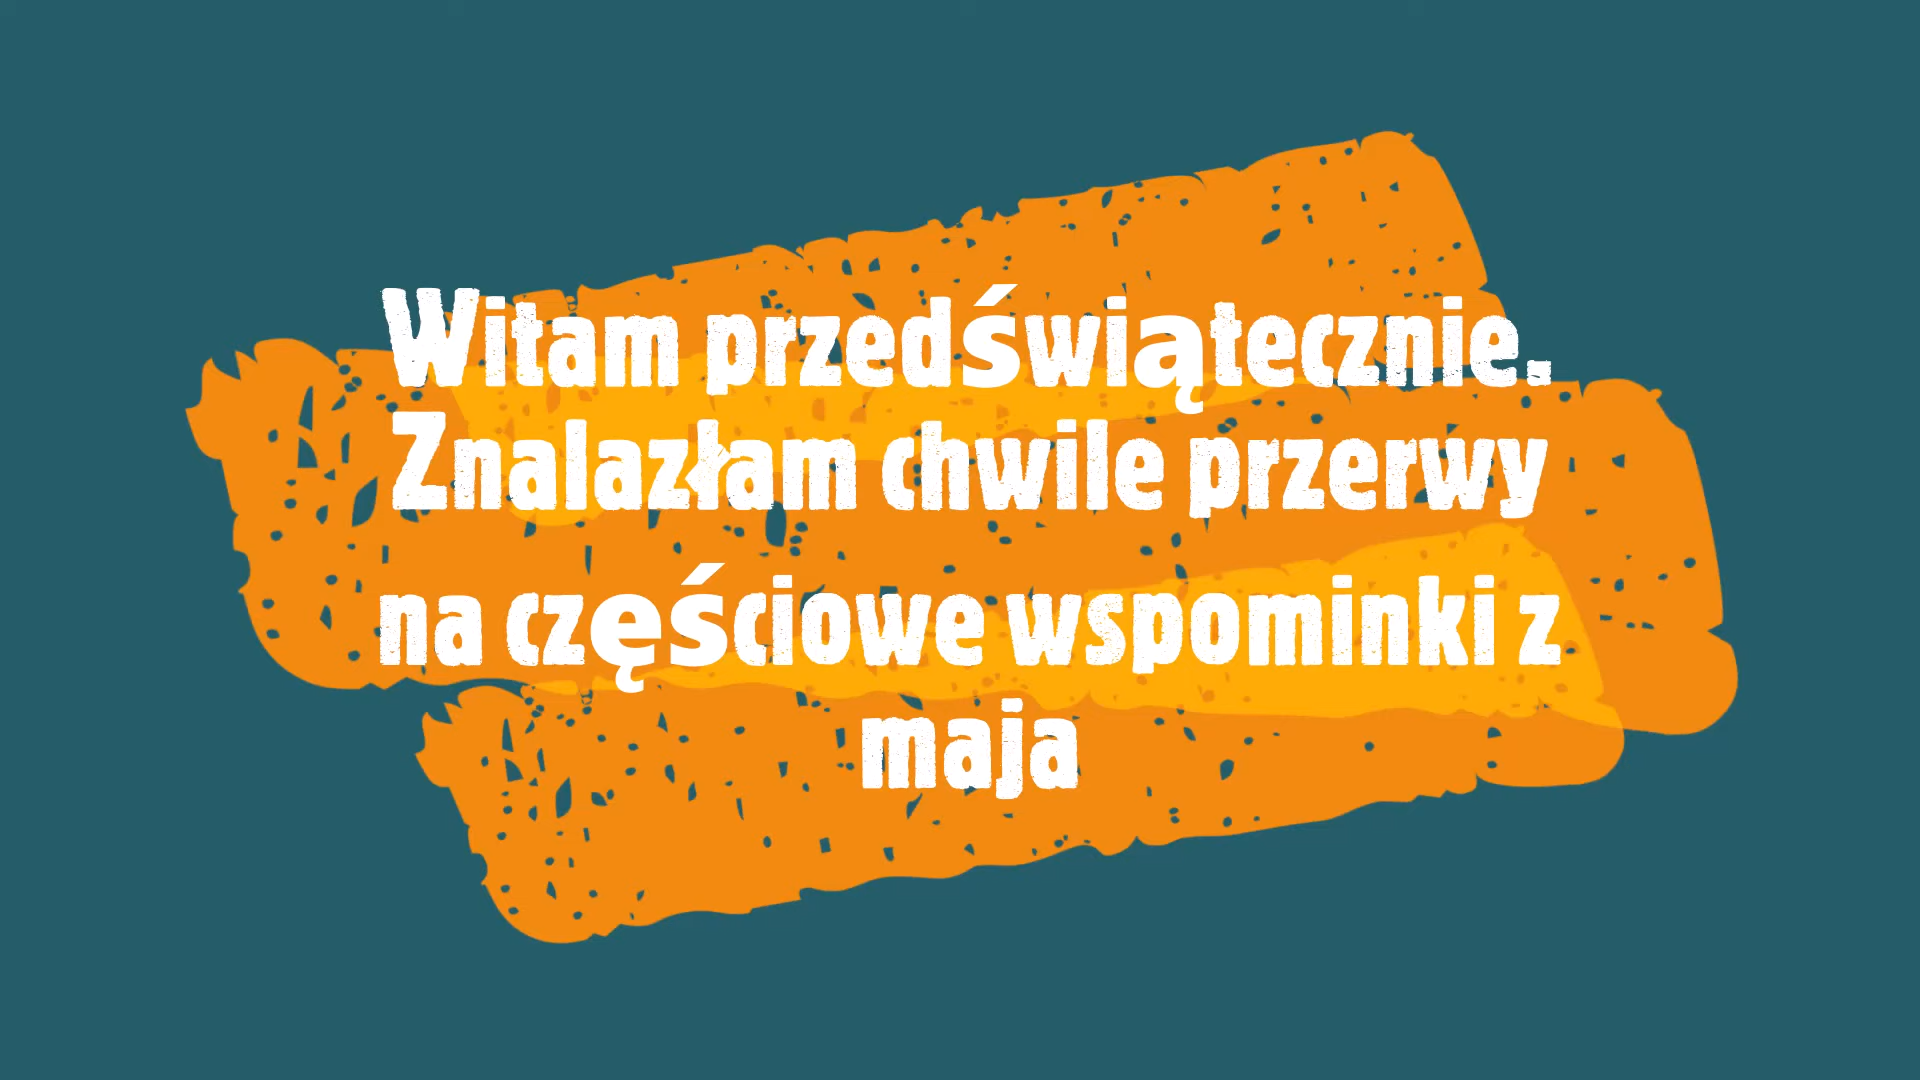 Witam przedświątecznie.
Znalazłam chwile przerwy
na częściowe wspominki z
maja